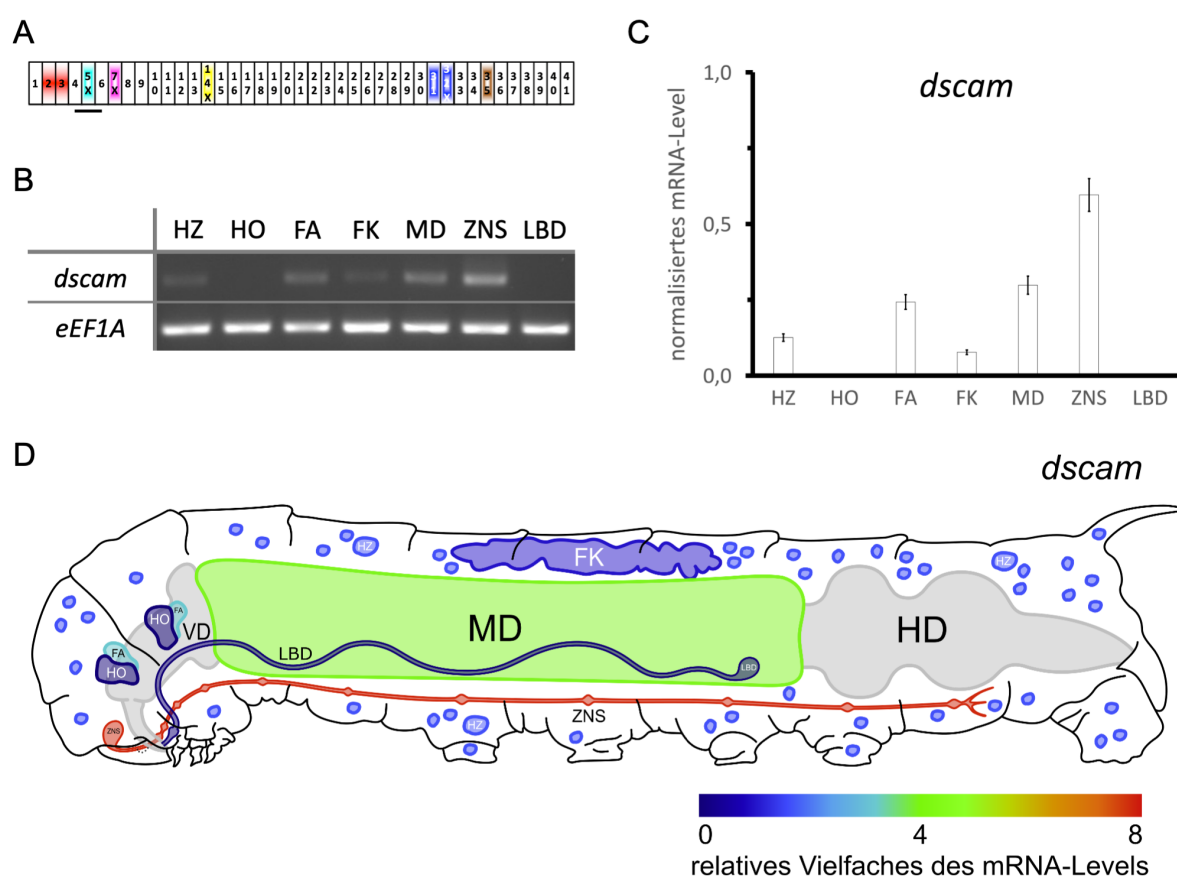 A
1 2 3 4 5X 6 7X 8 9 10 11 12 13 14X 15 16 17 18 19 20 21 22 23 24 25 26 27 28 29 30 33 34 35 36 37 38 39 40 41
B
HZ HO FA FK MD ZNS LBD
dscam
eEF1A
C
dscam
normalisiertes mRNA-Level
1,0
0,5
0,0
HZ HO FA FK MD ZNS LBD
D
dscam
HZ
FK
HZ
HO
FA
VD
MD
HD
FA
HO
LBD
LBD
ZNS
ZNS
HZ
0 4 8
relatives Vielfaches des mRNA-Levels